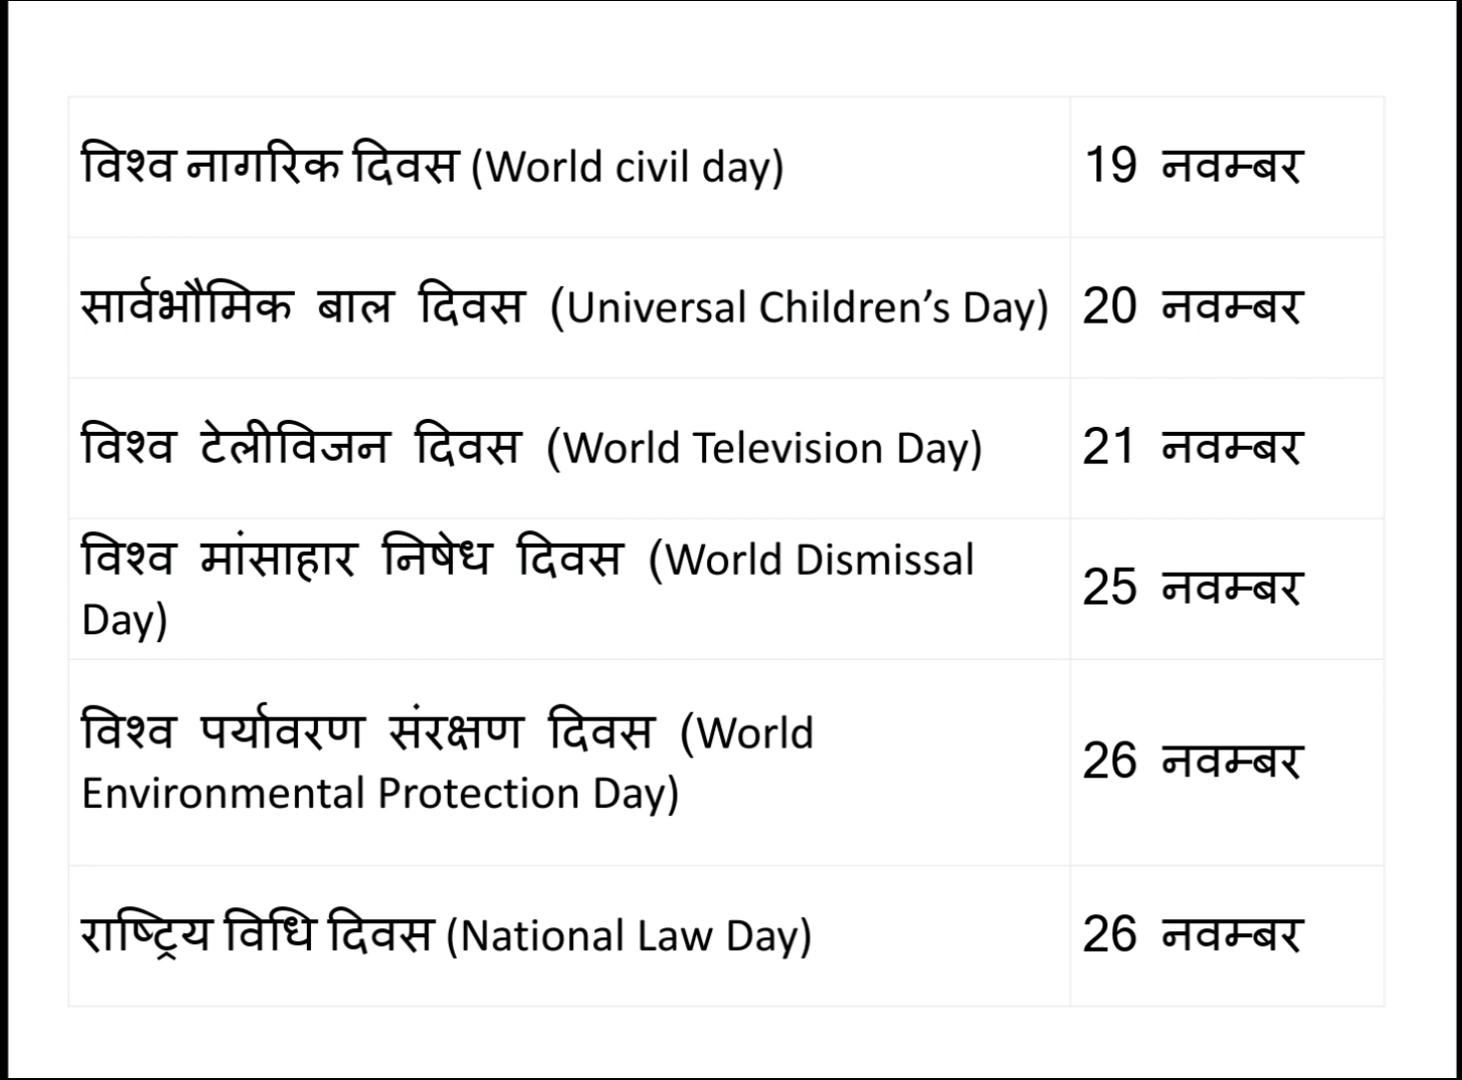 विश्व नागरिक दिवस (World civil day) 19 नवम्बर
सार्वभौमिक बाल दिवस (Universal Children’s Day) 20 नवम्बर
विश्व टेलीविजन दिवस (World Television Day) 21 नवम्बर
विश्व मांसाहार निषेध दिवस (World Dismissal
Day) 25 नवम्बर
विश्व पर्यावरण संरक्षण दिवस (World
Environmental Protection Day) 26 नवम्बर
राष्ट्रिय विधि दिवस (National Law Day) 26 नवम्बर